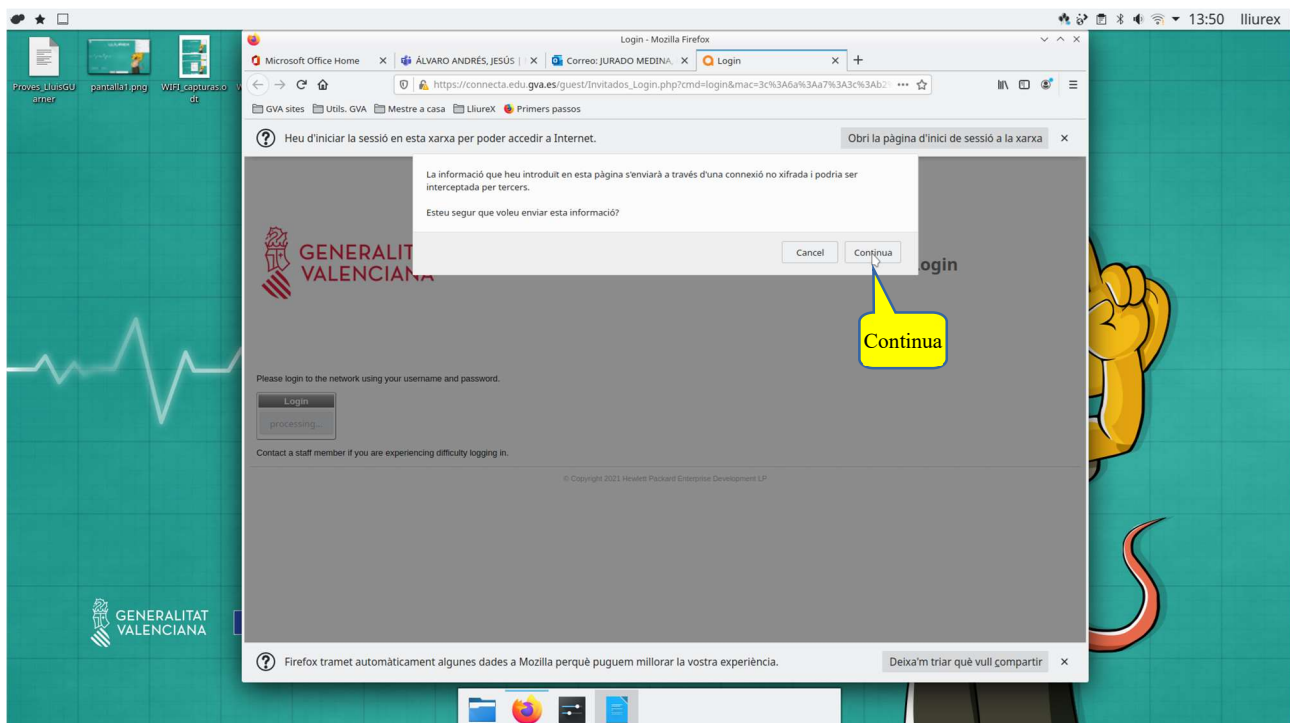 13:50 lliurex
Proves_LluisGU
arner
pantalla1.png
WIFI_capturas.o
dt
Login - Mozilla Firefox
Microsoft Office Home
ÁLVARO ANDRÉS, JESÚS |
Correo: JURADO MEDINA,
Login
https://connecta.edu.gva.es/guest/Invitados_Login.php?cmd=login&mac=3c%3A6a%3Aa7%3A3c%3Ab2
GVA sites Utils. GVA Mestre a casa LliureX Primers passos
Heu d'iniciar la sessió en esta xarxa per poder accedir a Internet.
Obri la pàgina d'inici de sessió a la xarxa
La informació que heu introduït en esta pàgina s'enviarà a través d'una connexió no xifrada i podria ser
interceptada per tercers.
Esteu segur que voleu enviar esta informació?
Cancel Continua
GENERALIT
VALENCIANA
ogin
Continua
Please login to the network using your username and password.
Login
processing...
Contact a staff member if you are experiencing difficulty logging in.
© Copyright 2021 Hewlett Packard Enterprise Development LP
GENERALITAT
VALENCIANA
Firefox tramet automàticament algunes dades a Mozilla perquè puguem millorar la vostra experiència.
Deixa'm triar què vull compartir